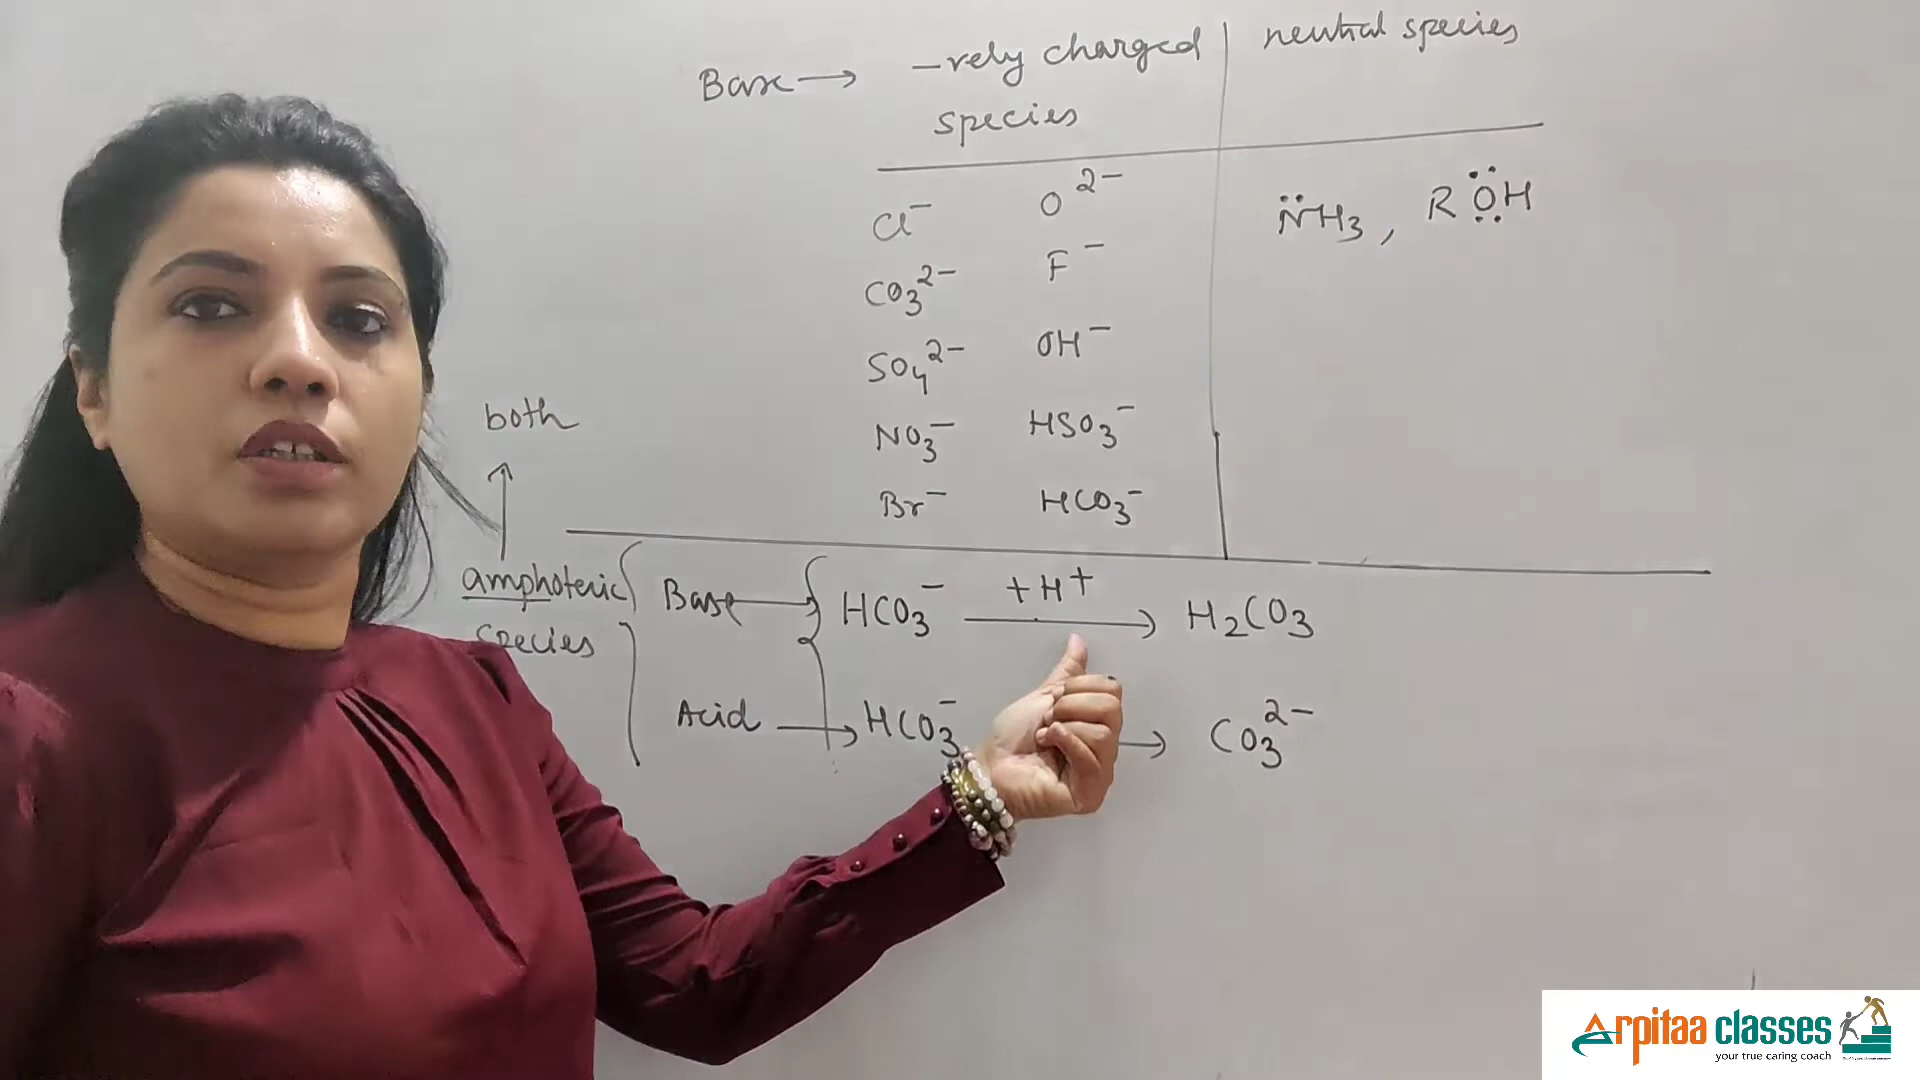 Base → -vely charged species | neutral species
Cl⁻ O²⁻ N̈H₃, RÖH
CO₃²⁻ F⁻
SO₄²⁻ OH⁻
NO₃⁻ HSO₃⁻
Br⁻ HCO₃⁻
both
amphoteric species
Base → HCO₃⁻ +H⁺ → H₂CO₃
Acid → HCO₃⁻ → CO₃²⁻
Arpitaa classes
your true caring coach